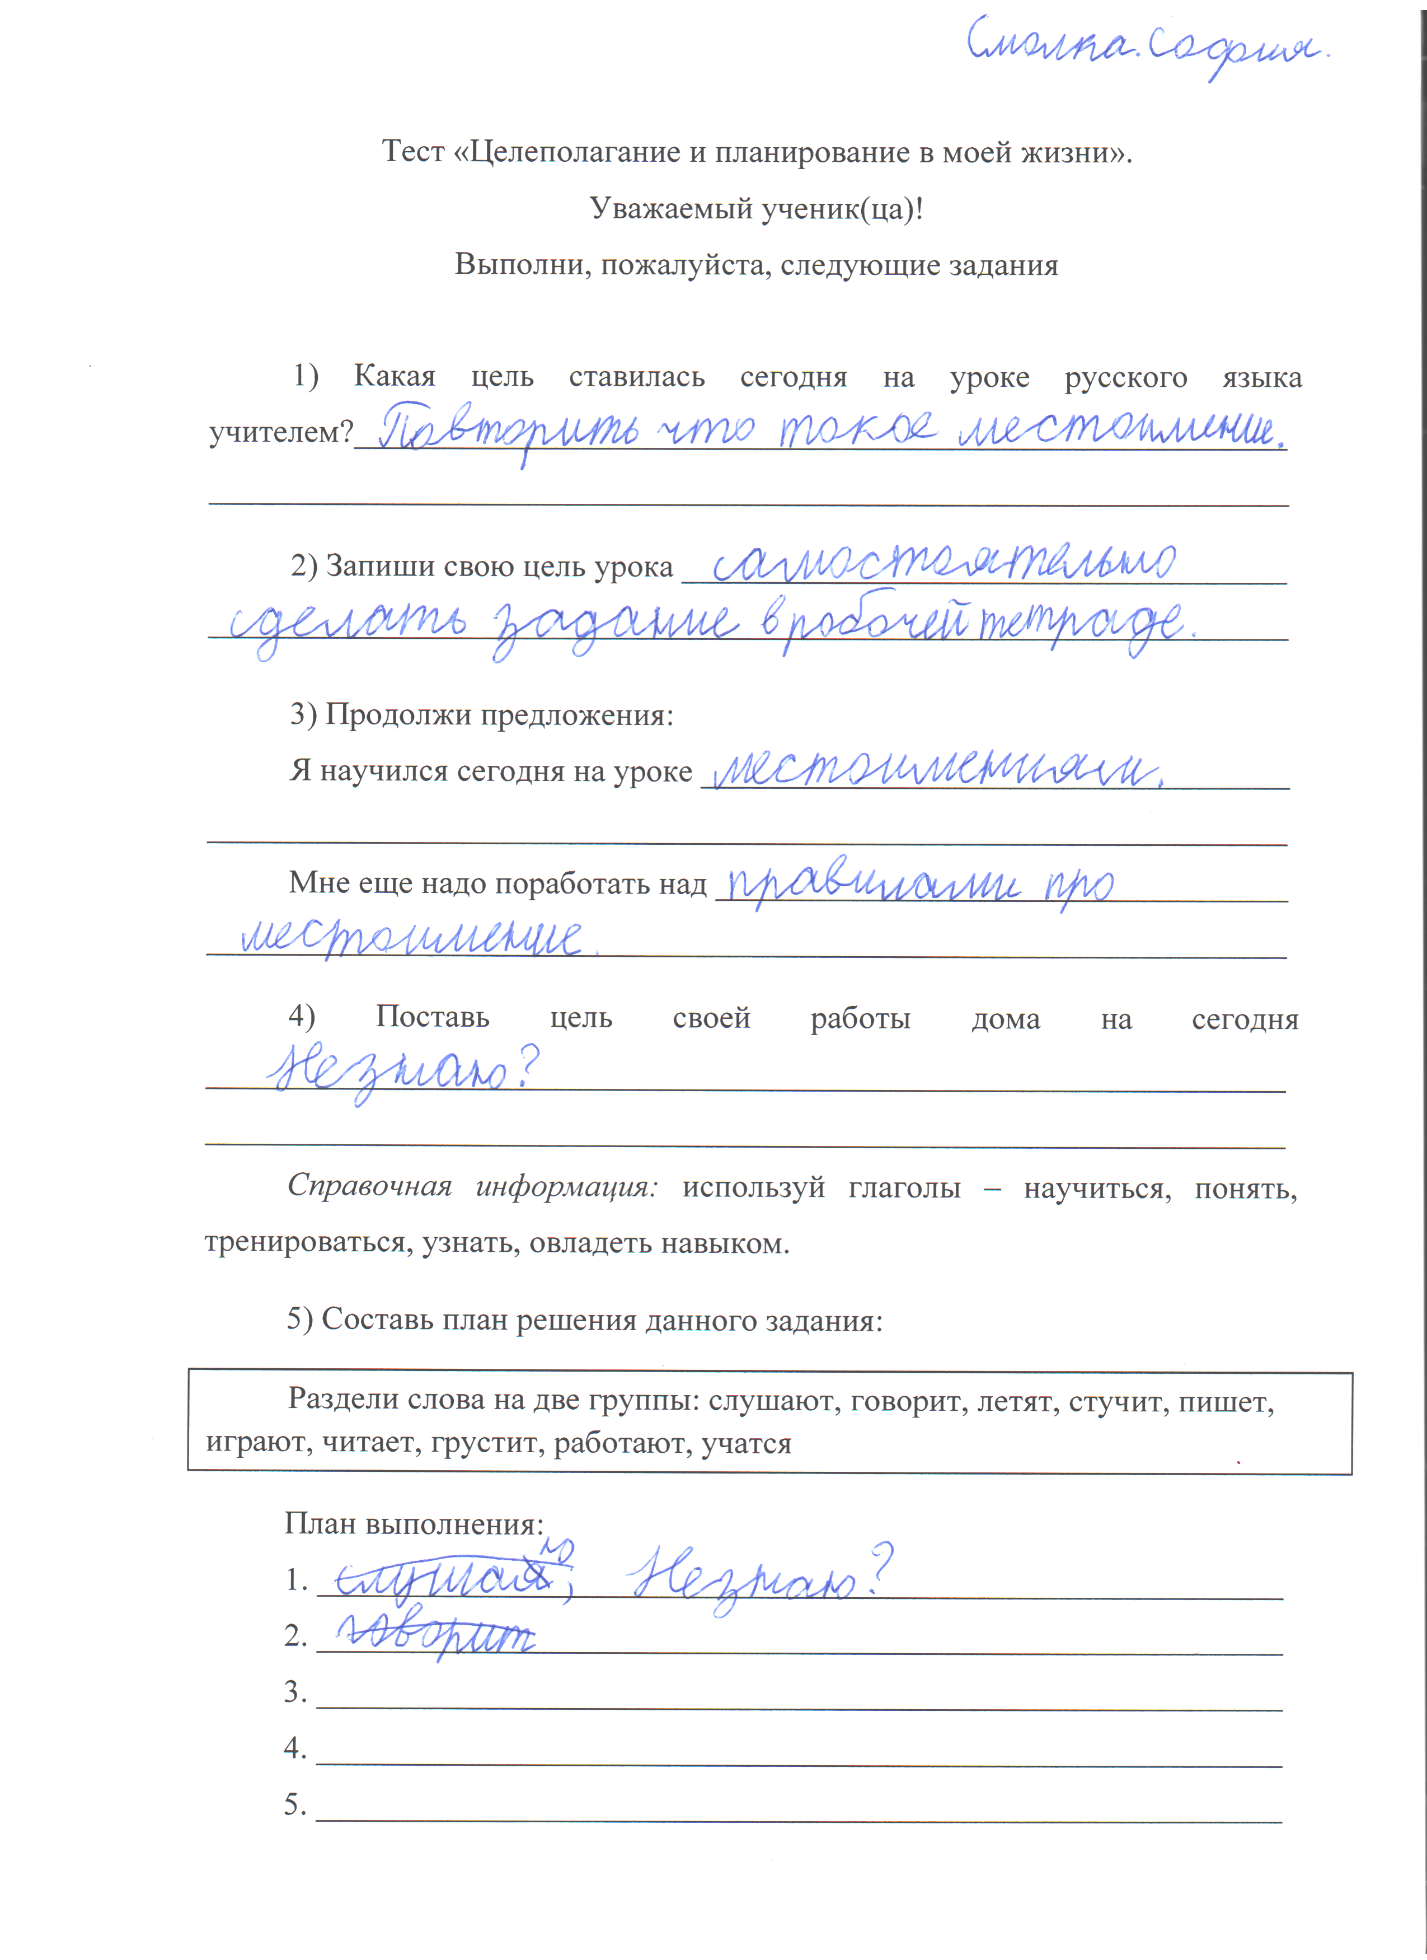 Смолка. София.
Тест «Целеполагание и планирование в моей жизни».
Уважаемый ученик(ца)!
Выполни, пожалуйста, следующие задания
1) Какая цель ставилась сегодня на уроке русского языка
учителем? Повторить что токое местоимение.
2) Запиши свою цель урока самостоятельно
сделать задание в робочей тетраде.
3) Продолжи предложения:
Я научился сегодня на уроке местоимениям.
Мне еще надо поработать над правилами про
местоимение.
4) Поставь цель своей работы дома на сегодня
Незнаю?
Справочная информация: используй глаголы – научиться, понять,
тренироваться, узнать, овладеть навыком.
5) Составь план решения данного задания:
Раздели слова на две группы: слушают, говорит, летят, стучит, пишет,
играют, читает, грустит, работают, учатся
План выполнения:
1. Незнаю?
2. говорит
3.
4.
5.